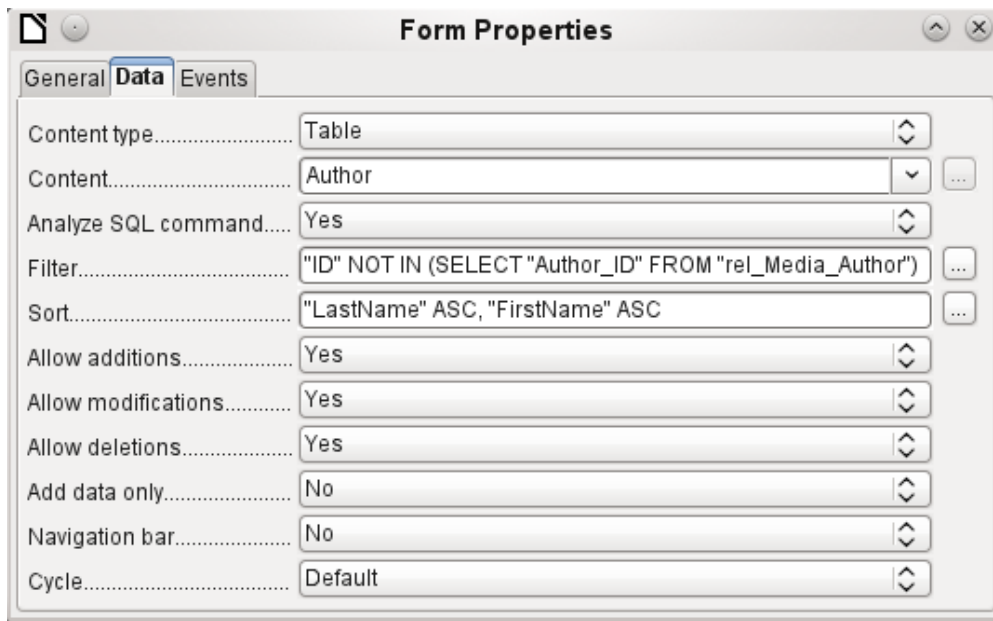 Form Properties
General Data Events
Content type........................ Table
Content................................ Author ...
Analyze SQL command..... Yes
Filter..................................... "ID" NOT IN (SELECT "Author_ID" FROM "rel_Media_Author") ...
Sort....................................... "LastName" ASC, "FirstName" ASC ...
Allow additions.................... Yes
Allow modifications............ Yes
Allow deletions.................... Yes
Add data only....................... No
Navigation bar..................... No
Cycle..................................... Default